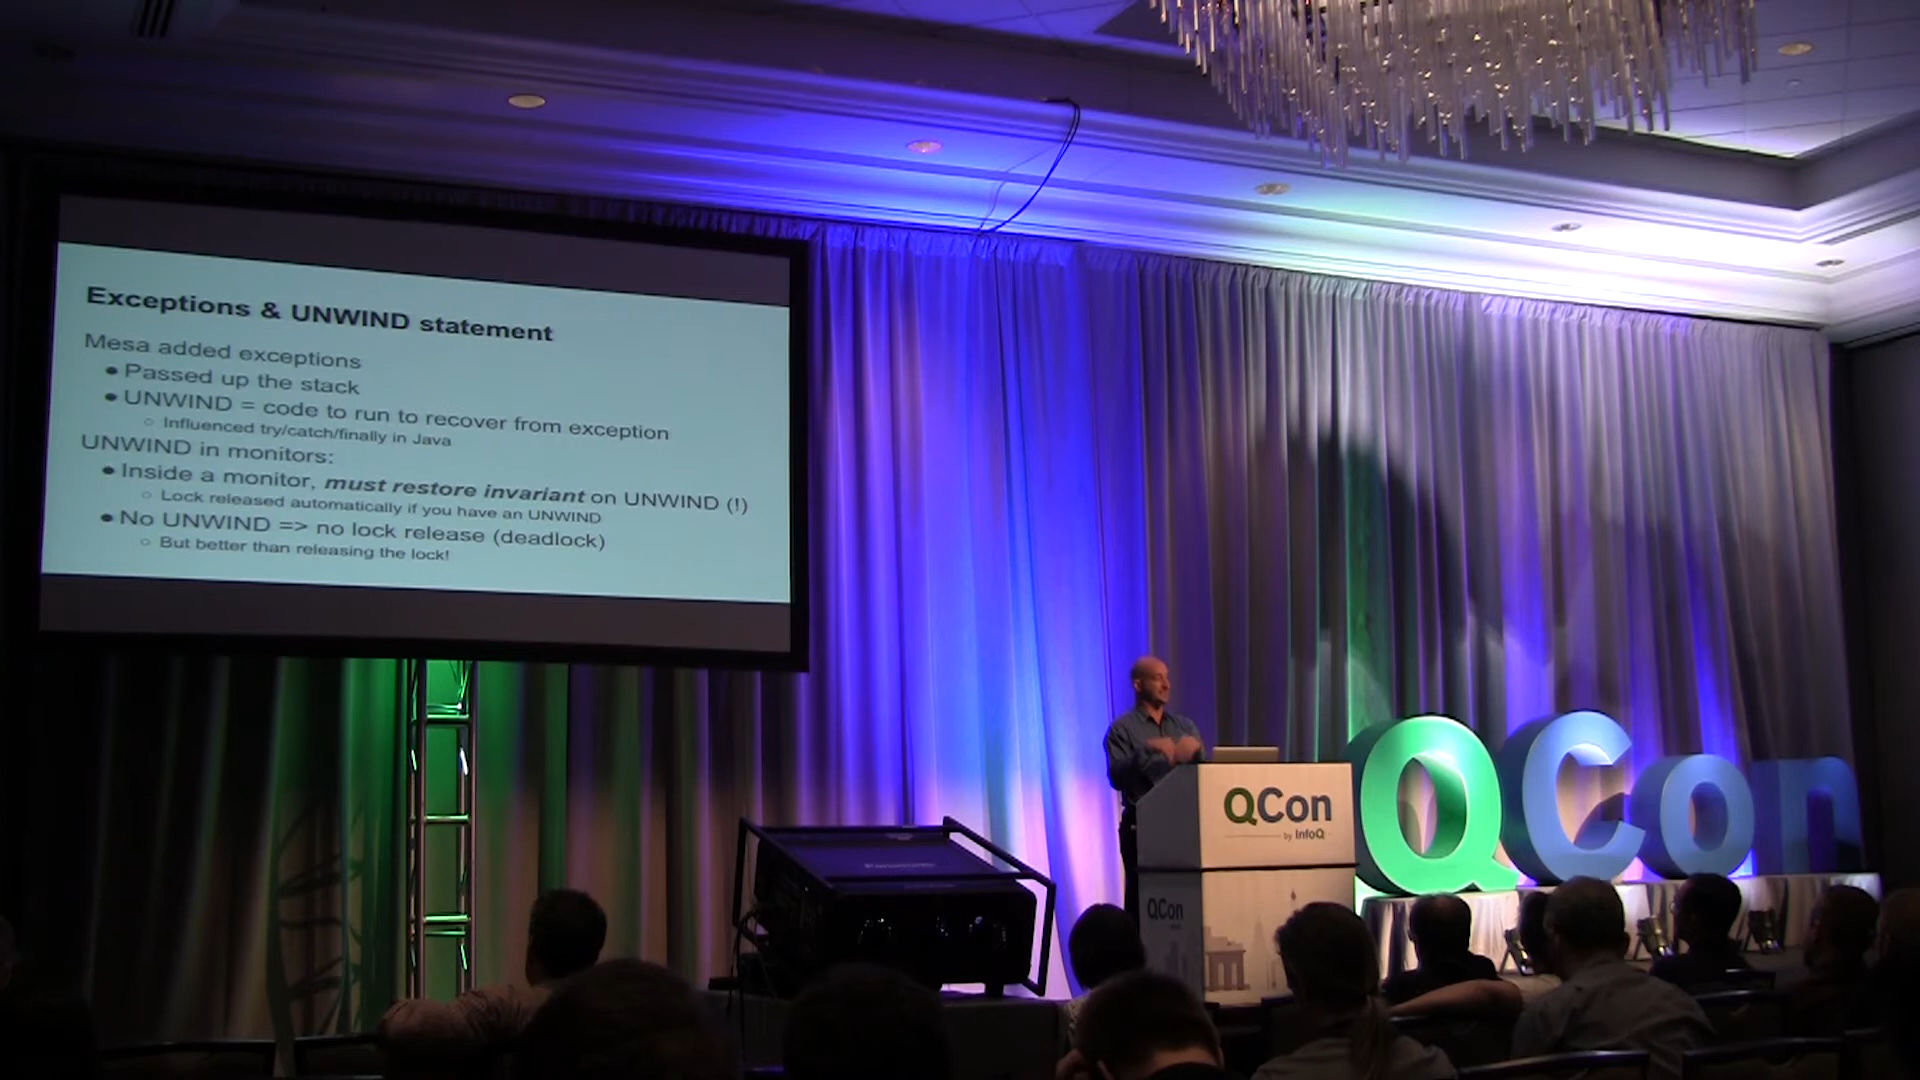 Exceptions & UNWIND statement
Mesa added exceptions
● Passed up the stack
● UNWIND = code to run to recover from exception
○ Influenced try/catch/finally in Java
UNWIND in monitors:
● Inside a monitor, must restore invariant on UNWIND (!)
○ Lock released automatically if you have an UNWIND
● No UNWIND => no lock release (deadlock)
○ But better than releasing the lock!
QCon
by InfoQ
QCon
QCon